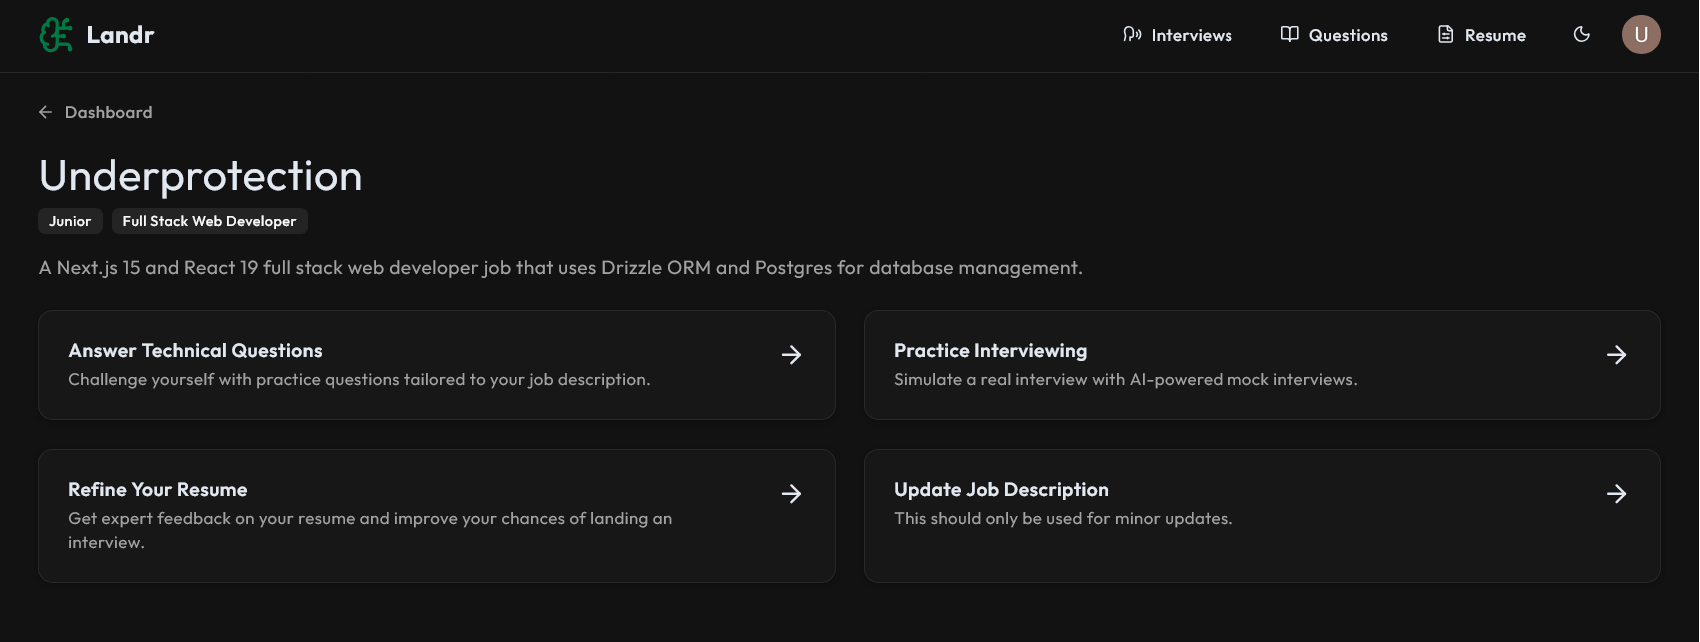 Landr
Interviews
Questions
Resume
U
Dashboard
Underprotection
Junior
Full Stack Web Developer
A Next.js 15 and React 19 full stack web developer job that uses Drizzle ORM and Postgres for database management.
Answer Technical Questions
Challenge yourself with practice questions tailored to your job description.
Practice Interviewing
Simulate a real interview with AI-powered mock interviews.
Refine Your Resume
Get expert feedback on your resume and improve your chances of landing an
interview.
Update Job Description
This should only be used for minor updates.